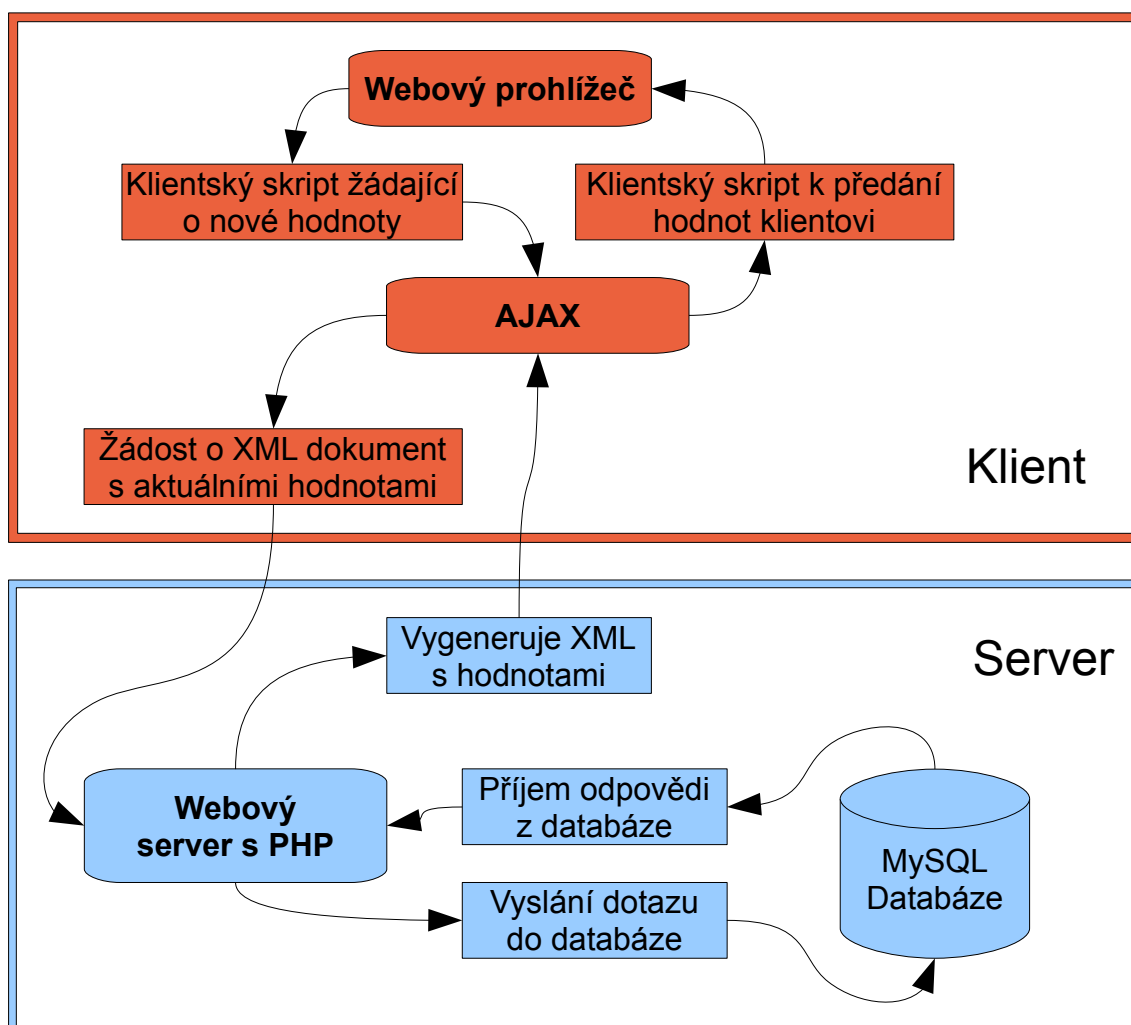 Webový prohlížeč
Klientský skript žádající
o nové hodnoty
Klientský skript k předání
hodnot klientovi
AJAX
Žádost o XML dokument
s aktuálními hodnotami
Klient
Vygeneruje XML
s hodnotami
Server
Webový
server s PHP
Příjem odpovědi
z databáze
MySQL
Databáze
Vyslání dotazu
do databáze